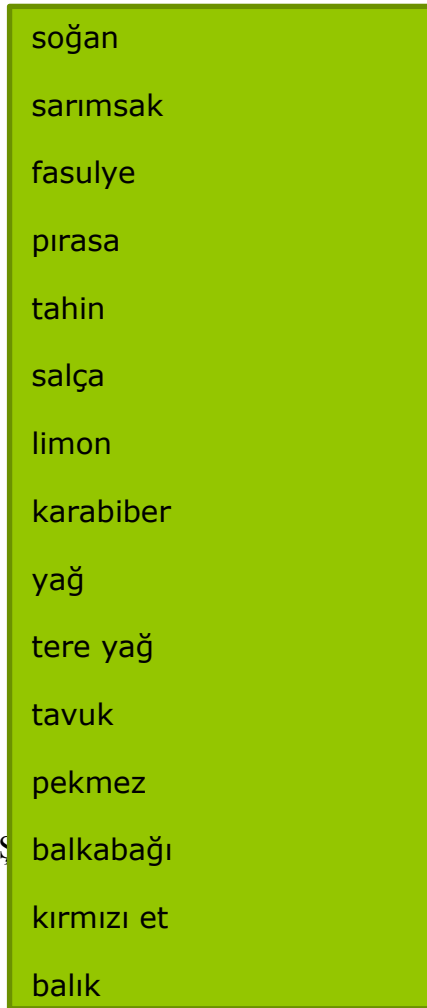 soğan
sarımsak
fasulye
pırasa
tahin
salça
limon
karabiber
yağ
tere yağ
tavuk
pekmez
balkabağı
kırmızı et
balık